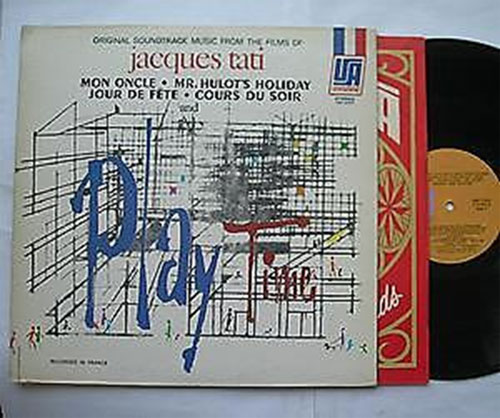 ORIGINAL SOUNDTRACK MUSIC FROM THE FILMS OF
jacques tati
MON ONCLE • MR. HULOT'S HOLIDAY
JOUR DE FÊTE • COURS DU SOIR
and
Play
Time
RECORDED IN FRANCE
UA